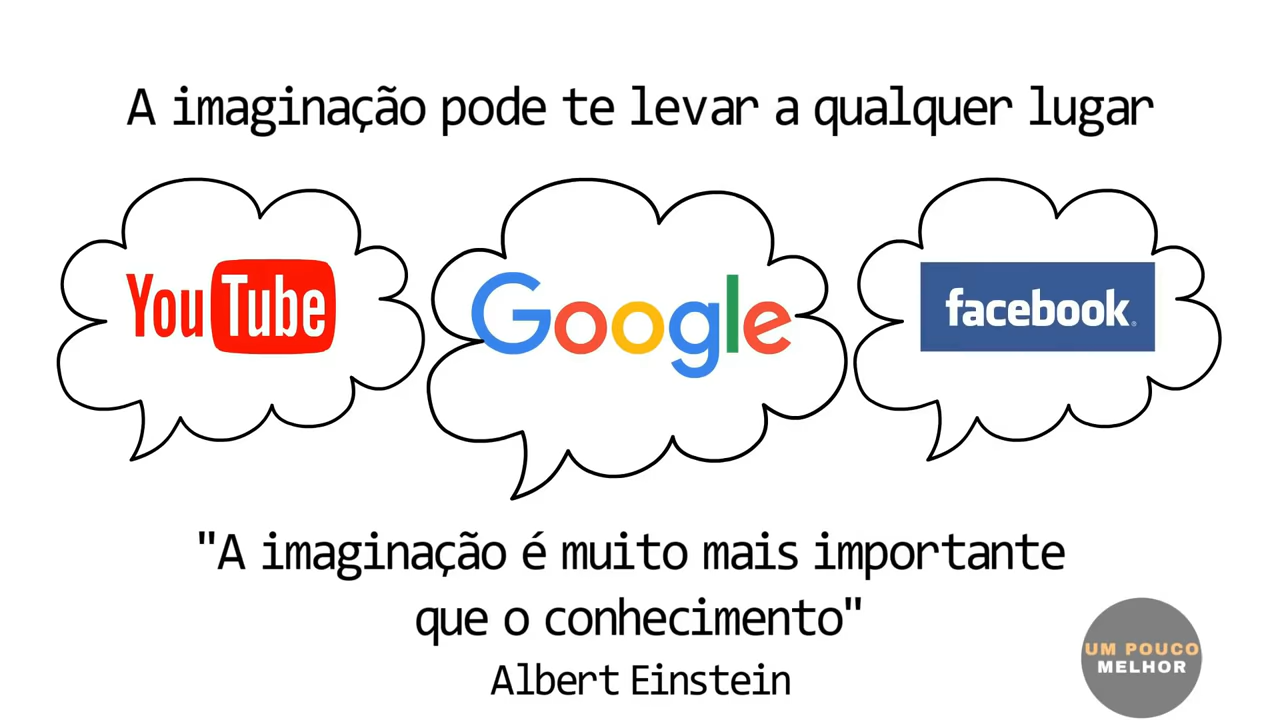 A imaginação pode te levar a qualquer lugar
YouTube
Google
facebook
"A imaginação é muito mais importante
que o conhecimento"
Albert Einstein
UM POUCO
MELHOR